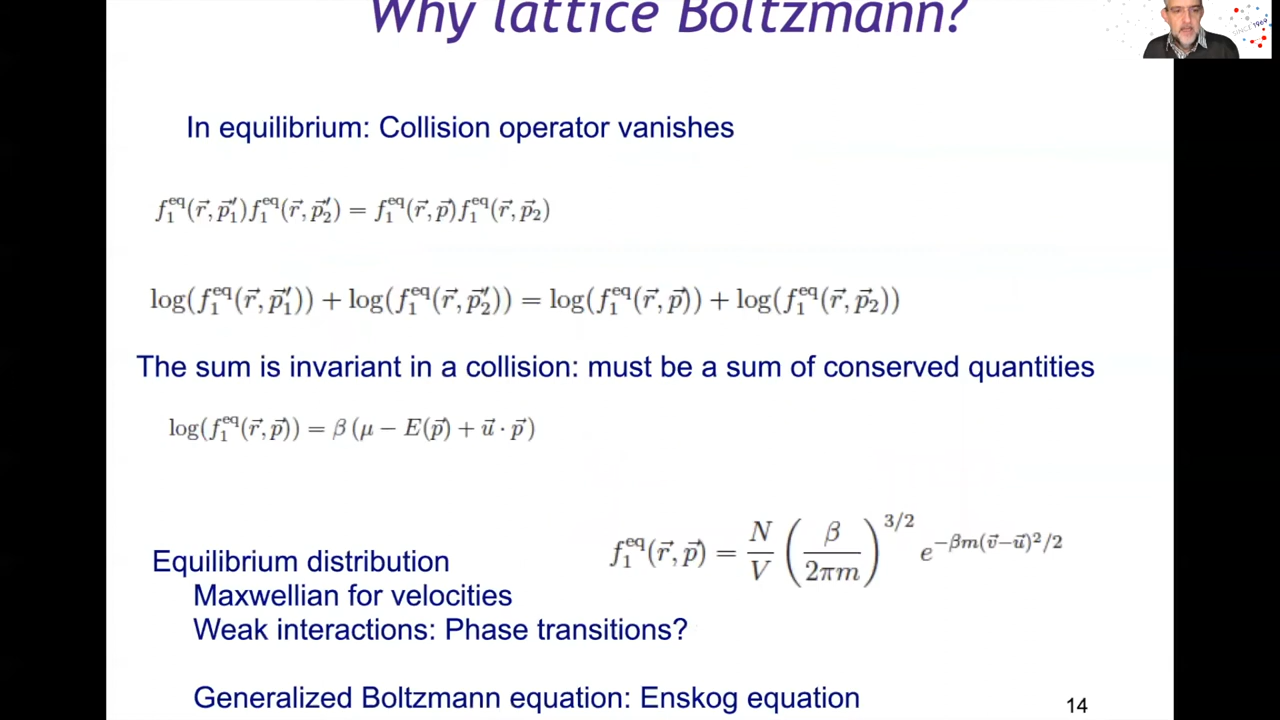 Why lattice Boltzmann?
SINCE 1969
In equilibrium: Collision operator vanishes
f₁^eq(r⃗, p⃗₁′)f₁^eq(r⃗, p⃗₂′) = f₁^eq(r⃗, p⃗)f₁^eq(r⃗, p⃗₂)
log(f₁^eq(r⃗, p⃗₁′)) + log(f₁^eq(r⃗, p⃗₂′)) = log(f₁^eq(r⃗, p⃗)) + log(f₁^eq(r⃗, p⃗₂))
The sum is invariant in a collision: must be a sum of conserved quantities
log(f₁^eq(r⃗, p⃗)) = β (μ − E(p⃗) + u⃗ · p⃗)
f₁^eq(r⃗, p⃗) = N/V (β/2πm)^3/2 e^−βm(v⃗−u⃗)²/2
Equilibrium distribution
Maxwellian for velocities
Weak interactions: Phase transitions?
Generalized Boltzmann equation: Enskog equation
14